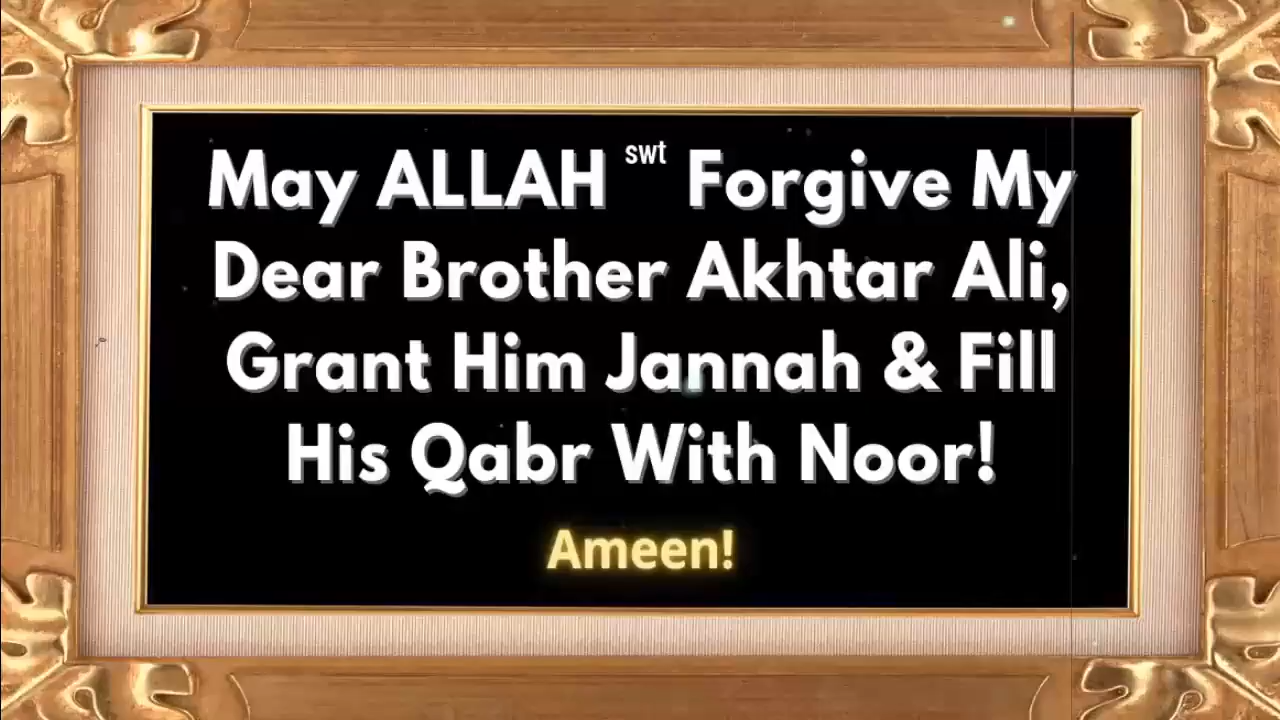 May ALLAH swt Forgive My
Dear Brother Akhtar Ali,
Grant Him Jannah & Fill
His Qabr With Noor!
Ameen!